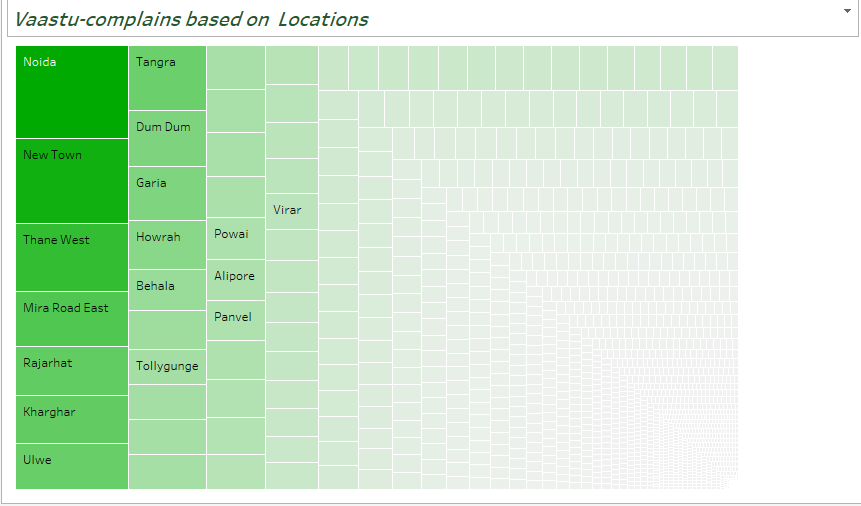 Vaastu-complains based on Locations
Noida
New Town
Thane West
Mira Road East
Rajarhat
Kharghar
Ulwe
Tangra
Dum Dum
Garia
Howrah
Behala
Tollygunge
Powai
Alipore
Panvel
Virar